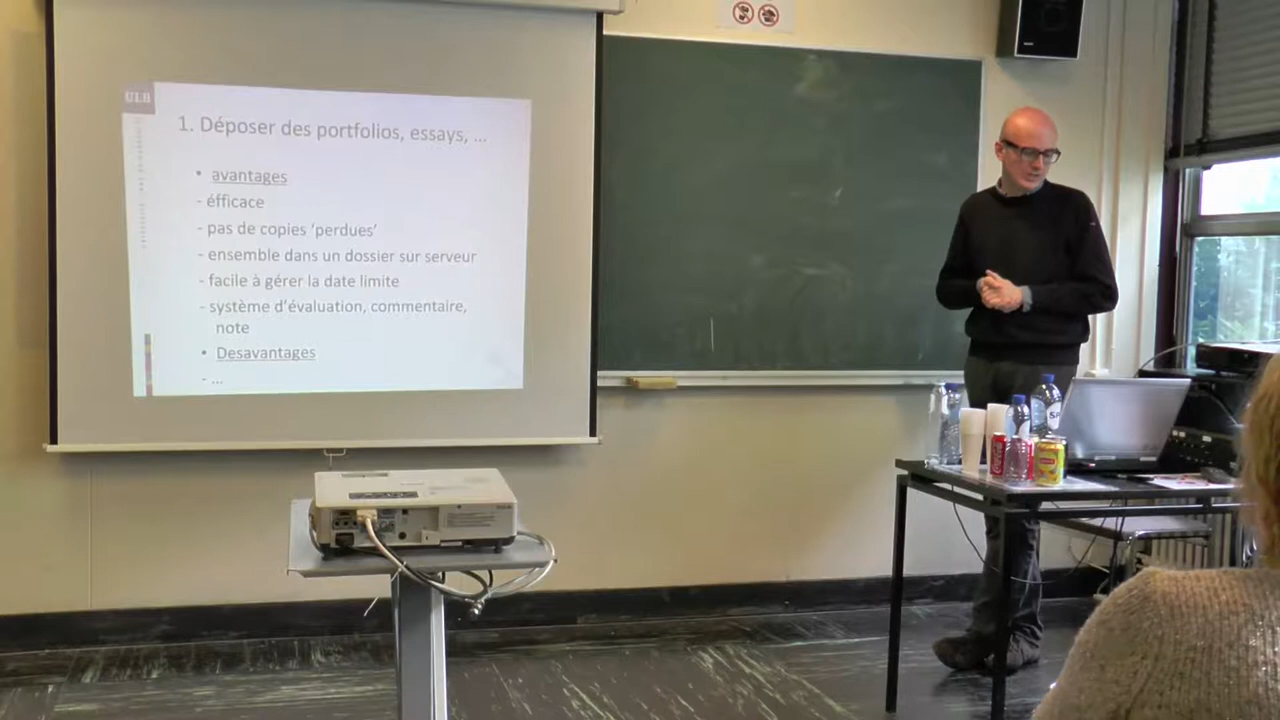 ULB
1. Déposer des portfolios, essays, ...
• avantages
- éfficace
- pas de copies ‘perdues’
- ensemble dans un dossier sur serveur
- facile à gérer la date limite
- système d’évaluation, commentaire,
note
• Desavantages
- ...